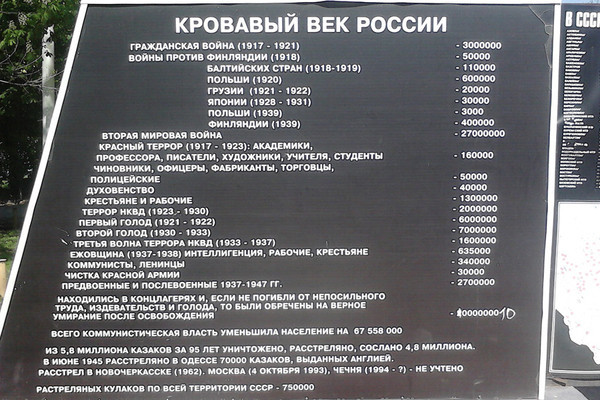 КРОВАВЫЙ ВЕК РОССИИ
ГРАЖДАНСКАЯ ВОЙНА (1917 - 1921) - 3000000
ВОЙНЫ ПРОТИВ ФИНЛЯНДИИ (1918) - 50000
БАЛТИЙСКИХ СТРАН (1918-1919) - 110000
ПОЛЬШИ (1920) - 600000
ГРУЗИИ (1921 - 1922) - 20000
ЯПОНИИ (1928 - 1931) - 30000
ПОЛЬШИ (1939) - 3000
ФИНЛЯНДИИ (1939) - 400000
ВТОРАЯ МИРОВАЯ ВОЙНА - 27000000
КРАСНЫЙ ТЕРРОР (1917 - 1923): АКАДЕМИКИ,
ПРОФЕССОРА, ПИСАТЕЛИ, ХУДОЖНИКИ, УЧИТЕЛЯ, СТУДЕНТЫ - 160000
ЧИНОВНИКИ, ОФИЦЕРЫ, ФАБРИКАНТЫ, ТОРГОВЦЫ,
ПОЛИЦЕЙСКИЕ - 50000
ДУХОВЕНСТВО - 40000
КРЕСТЬЯНЕ И РАБОЧИЕ - 1300000
ТЕРРОР НКВД (1923 - 1930) - 2000000
ПЕРВЫЙ ГОЛОД (1921 - 1922) - 6000000
ВТОРОЙ ГОЛОД (1930 - 1933) - 7000000
ТРЕТЬЯ ВОЛНА ТЕРРОРА НКВД (1933 - 1937) - 1600000
ЕЖОВЩИНА (1937-1938) ИНТЕЛЛИГЕНЦИЯ, РАБОЧИЕ, КРЕСТЬЯНЕ - 635000
КОММУНИСТЫ, ЛЕНИНЦЫ - 340000
ЧИСТКА КРАСНОЙ АРМИИ - 30000
ПРЕДВОЕННЫЕ И ПОСЛЕВОЕННЫЕ 1937-1947 ГГ. - 2700000
НАХОДИЛИСЬ В КОНЦЛАГЕРЯХ И, ЕСЛИ НЕ ПОГИБЛИ ОТ НЕПОСИЛЬНОГО
ТРУДА, ИЗДЕВАТЕЛЬСТВ И ГОЛОДА, ТО БЫЛИ ОБРЕЧЕНЫ НА ВЕРНОЕ
УМИРАНИЕ ПОСЛЕ ОСВОБОЖДЕНИЯ
ВСЕГО КОММУНИСТИЧЕСКАЯ ВЛАСТЬ УМЕНЬШИЛА НАСЕЛЕНИЕ НА 67 558 000
ИЗ 5,8 МИЛЛИОНА КАЗАКОВ ЗА 95 ЛЕТ УНИЧТОЖЕНО, РАССТРЕЛЯНО, СОСЛАНО 4,8 МИЛЛИОНА.
В ИЮНЕ 1945 РАССТРЕЛЯНО В ОДЕССЕ 70000 КАЗАКОВ, ВЫДАННЫХ АНГЛИЕЙ.
РАССТРЕЛ В НОВОЧЕРКАССКЕ (1962). МОСКВА (4 ОКТЯБРЯ 1993), ЧЕЧНЯ (1994 - ?) - НЕ УЧТЕНО
РАСТРЕЛЯНЫХ КУЛАКОВ ПО ВСЕЙ ТЕРРИТОРИИ СССР - 750000
В СССР